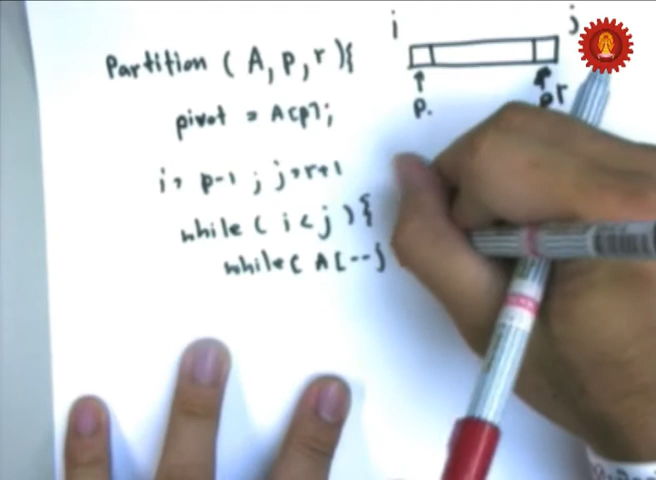 Partition ( A, p, r ){
pivot = A[p];
i = p-1 ; j = r+1
while ( i < j ) {
while ( A[--j
i j
p. r